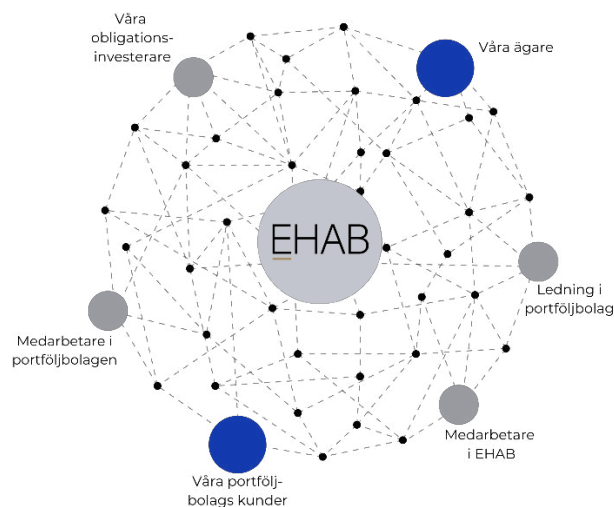 Våra
obligations-
investerare
Våra ägare
EHAB
Ledning i
portföljbolag
Medarbetare i
portföljbolagen
Medarbetare
i EHAB
Våra portfölj-
bolags kunder